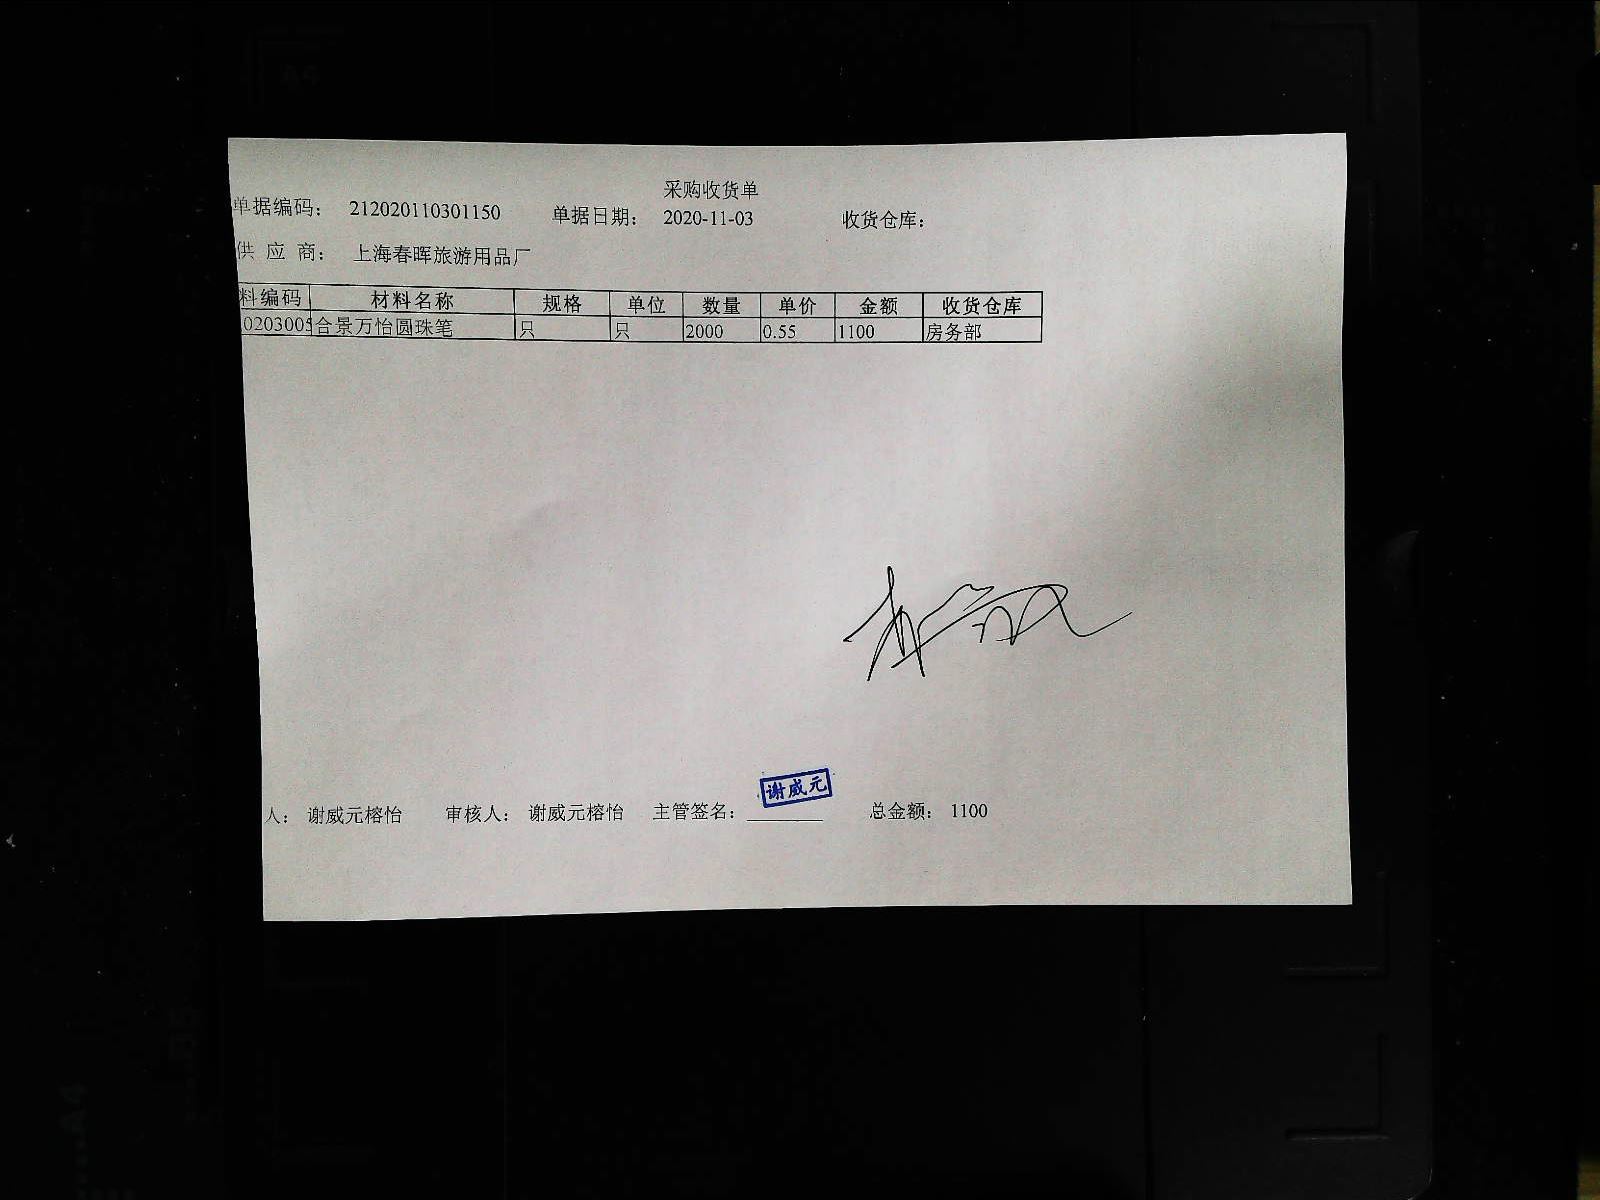 采购收货单
单据编码： 212020110301150 单据日期： 2020-11-03 收货仓库：
供 应 商： 上海春晖旅游用品厂
料编码 材料名称 规格 单位 数量 单价 金额 收货仓库
0203005 合景万怡圆珠笔 只 只 2000 0.55 1100 房务部
谢威元
人： 谢威元榕怡 审核人： 谢威元榕怡 主管签名： 总金额： 1100